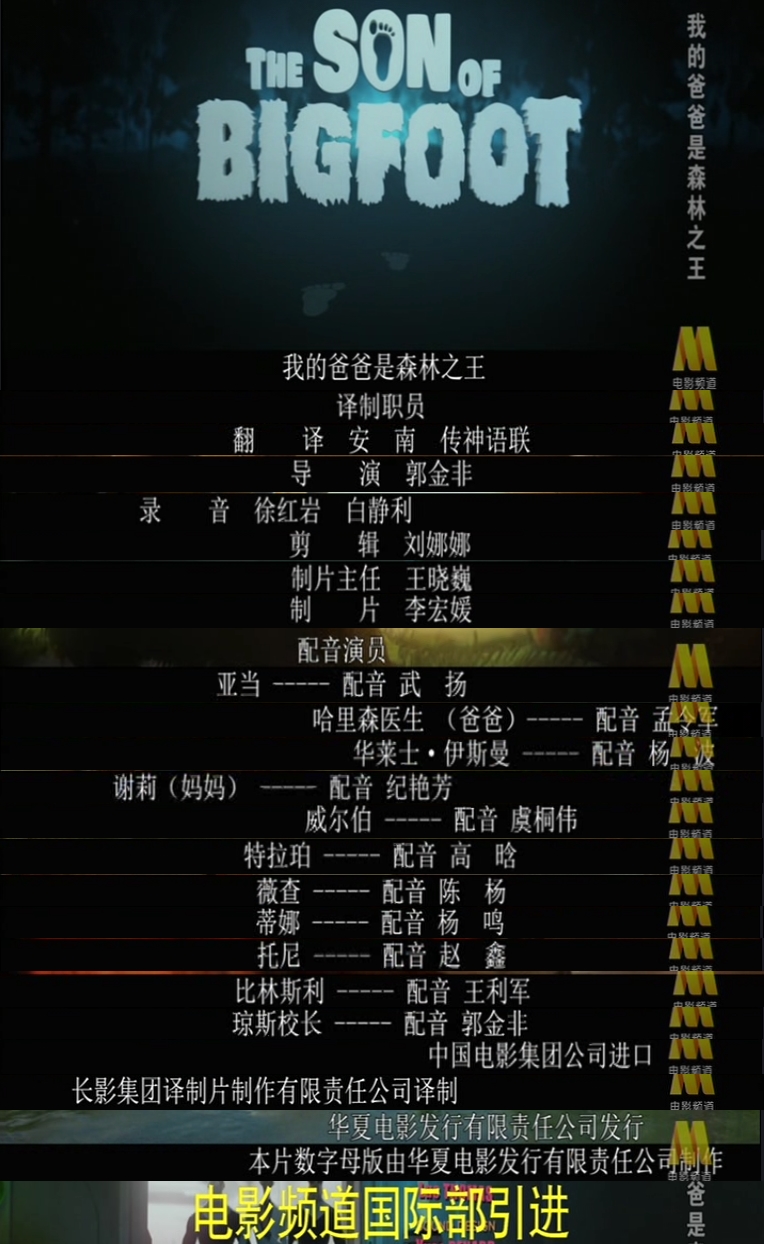 THE SON OF
BIGFOOT
我的爸爸是森林之王
我的爸爸是森林之王
电影频道
译制职员
翻 译 安 南 传神语联
导 演 郭金非
录 音 徐红岩 白静利
剪 辑 刘娜娜
制片主任 王晓巍
制 片 李宏媛
配音演员
亚当 ----- 配音 武 扬
哈里森医生 （爸爸）----- 配音 孟令军
华莱士·伊斯曼 ----- 配音 杨 波
谢莉（妈妈） ----- 配音 纪艳芳
威尔伯 ----- 配音 虞桐伟
特拉珀 ----- 配音 高 晗
薇查 ----- 配音 陈 杨
蒂娜 ----- 配音 杨 鸣
托尼 ----- 配音 赵 鑫
比林斯利 ----- 配音 王利军
琼斯校长 ----- 配音 郭金非
中国电影集团公司进口
长影集团译制片制作有限责任公司译制
华夏电影发行有限责任公司发行
本片数字母版由华夏电影发行有限责任公司制作
电影频道国际部引进
爸是